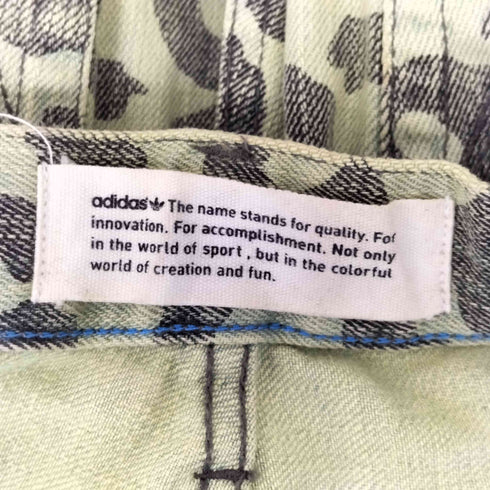 adidas The name stands for quality. For
innovation. For accomplishment. Not only
in the world of sport , but in the colorful
world of creation and fun.